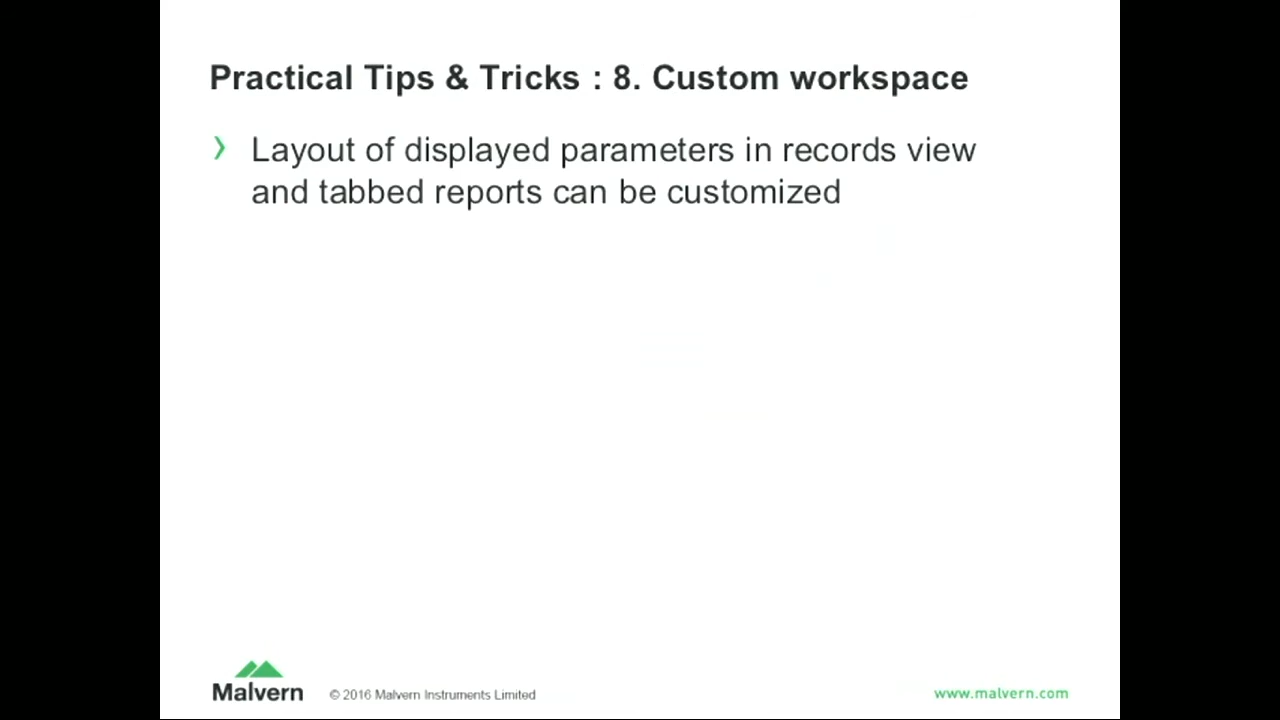 Practical Tips & Tricks : 8. Custom workspace
Layout of displayed parameters in records view
and tabbed reports can be customized
Malvern
© 2016 Malvern Instruments Limited
www.malvern.com